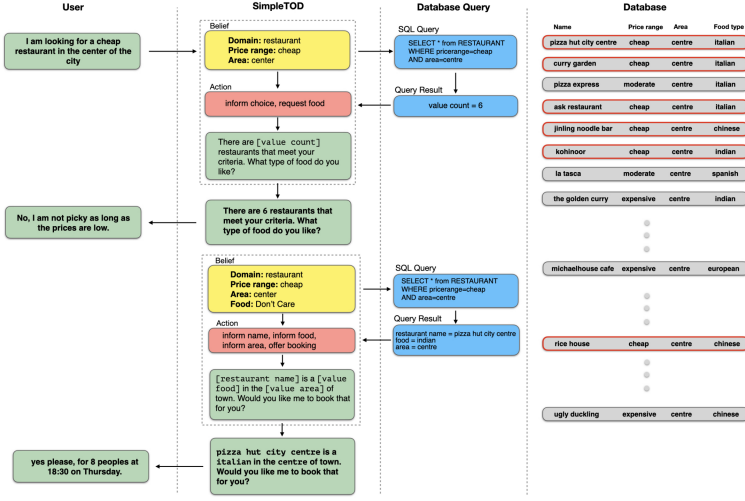 User
SimpleTOD
Database Query
Database
I am looking for a cheap
restaurant in the center of the
city
Belief
Domain: restaurant
Price range: cheap
Area: center
Action
inform choice, request food
There are [value count]
restaurants that meet your
criteria. What type of food do you
like?
There are 6 restaurants that
meet your criteria. What
type of food do you like?
SQL Query
SELECT * from RESTAURANT
WHERE pricerange=cheap
AND area=centre
Query Result
value count = 6
No, I am not picky as long as
the prices are low.
Belief
Domain: restaurant
Price range: cheap
Area: center
Food: Don't Care
Action
inform name, inform food,
inform area, offer booking
[restaurant name] is a [value
food] in the [value area] of
town. Would you like me to book that
for you?
pizza hut city centre is a
italian in the centre of town.
Would you like me to book that
for you?
SQL Query
SELECT * from RESTAURANT
WHERE pricerange=cheap
AND area=centre
Query Result
restaurant name = pizza hut city centre
food = indian
area = centre
yes please, for 8 peoples at
18:30 on Thursday.
Name Price range Area Food type
pizza hut city centre cheap centre italian
curry garden cheap centre italian
pizza express moderate centre italian
ask restaurant cheap centre italian
jinling noodle bar cheap centre chinese
kohinoor cheap centre indian
la tasca moderate centre spanish
the golden curry expensive centre indian
michaelhouse cafe expensive centre european
rice house cheap centre chinese
ugly duckling expensive centre chinese